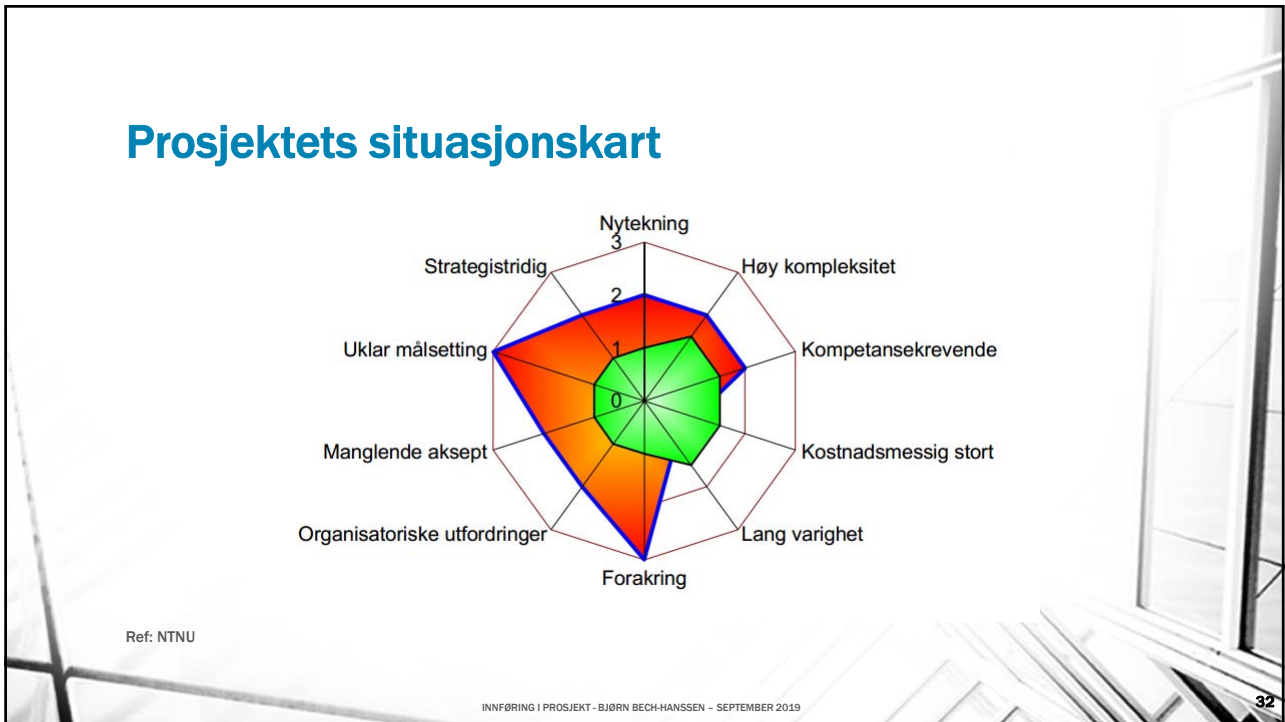 Prosjektets situasjonskart
Nytekning
3
Strategistridig
Høy kompleksitet
2
Uklar målsetting
1
Kompetansekrevende
0
Manglende aksept
Kostnadsmessig stort
Organisatoriske utfordringer
Lang varighet
Forakring
Ref: NTNU
INNFØRING I PROSJEKT - BJØRN BECH-HANSSEN – SEPTEMBER 2019
32